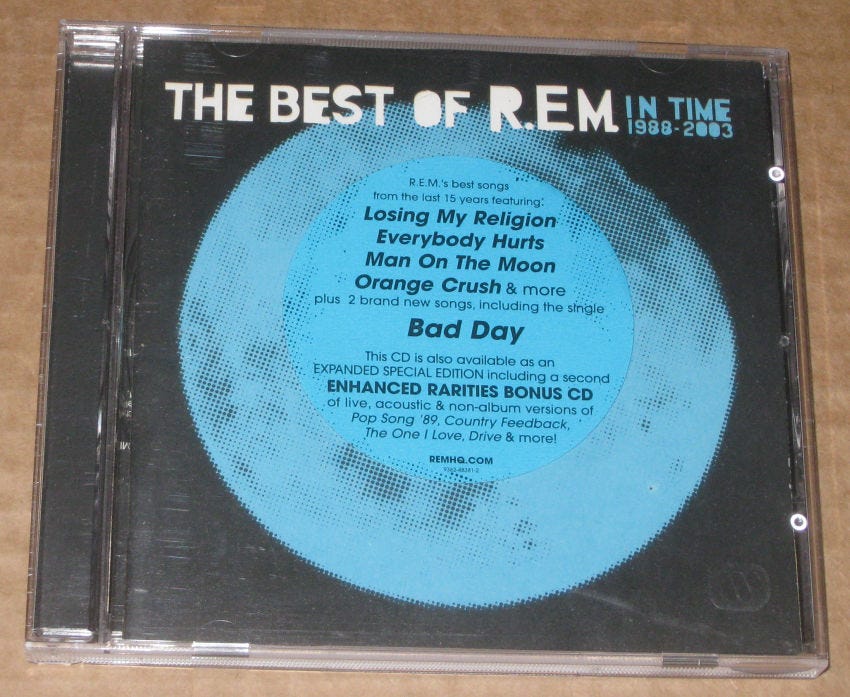 THE BEST OF R.E.M. IN TIME
1988-2003
R.E.M.'s best songs
from the last 15 years featuring:
Losing My Religion
Everybody Hurts
Man On The Moon
Orange Crush & more
plus 2 brand new songs, including the single
Bad Day
This CD is also available as an
EXPANDED SPECIAL EDITION including a second
ENHANCED RARITIES BONUS CD
of live, acoustic & non-album versions of
Pop Song '89, Country Feedback,
The One I Love, Drive & more!
REMHQ.COM
9362-48381-2